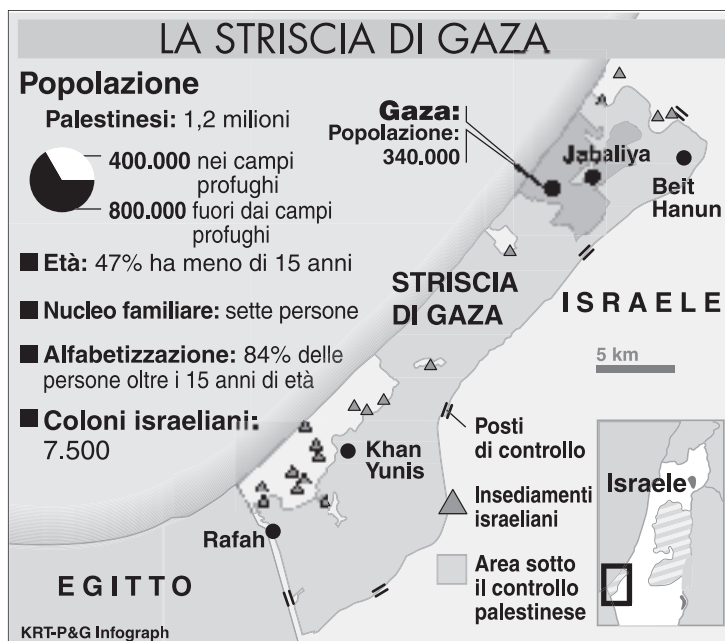 LA STRISCIA DI GAZA
Popolazione
Palestinesi: 1,2 milioni
400.000 nei campi
profughi
800.000 fuori dai campi
profughi
■ Età: 47% ha meno di 15 anni
■ Nucleo familiare: sette persone
■ Alfabetizzazione: 84% delle
persone oltre i 15 anni di età
■ Coloni israeliani:
7.500
Gaza:
Popolazione:
340.000
Jabaliya
Beit
Hanun
STRISCIA
DI GAZA
ISRAELE
5 km
Khan
Yunis
Rafah
EGITTO
Posti
di controllo
Insediamenti
israeliani
Area sotto
il controllo
palestinese
Israele
KRT-P&G Infograph